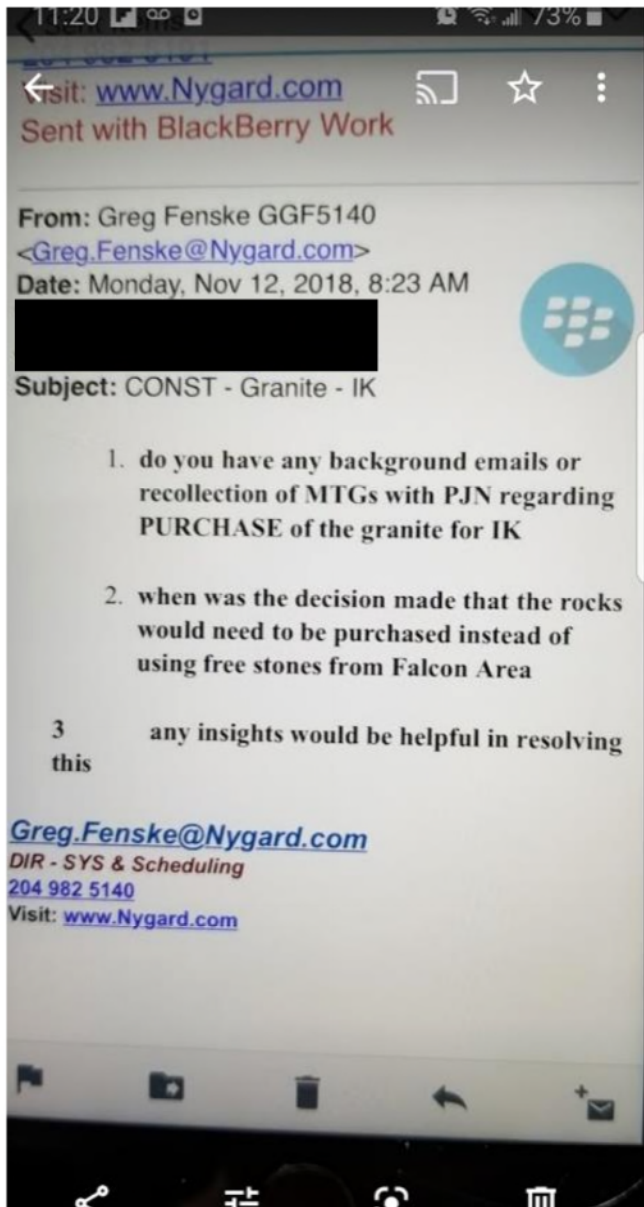 11:20
73%
Sent Items
204 982 5191
Visit: www.Nygard.com
Sent with BlackBerry Work
From: Greg Fenske GGF5140
<Greg.Fenske@Nygard.com>
Date: Monday, Nov 12, 2018, 8:23 AM
Subject: CONST - Granite - IK
1. do you have any background emails or
recollection of MTGs with PJN regarding
PURCHASE of the granite for IK
2. when was the decision made that the rocks
would need to be purchased instead of
using free stones from Falcon Area
3 any insights would be helpful in resolving
this
Greg.Fenske@Nygard.com
DIR - SYS & Scheduling
204 982 5140
Visit: www.Nygard.com